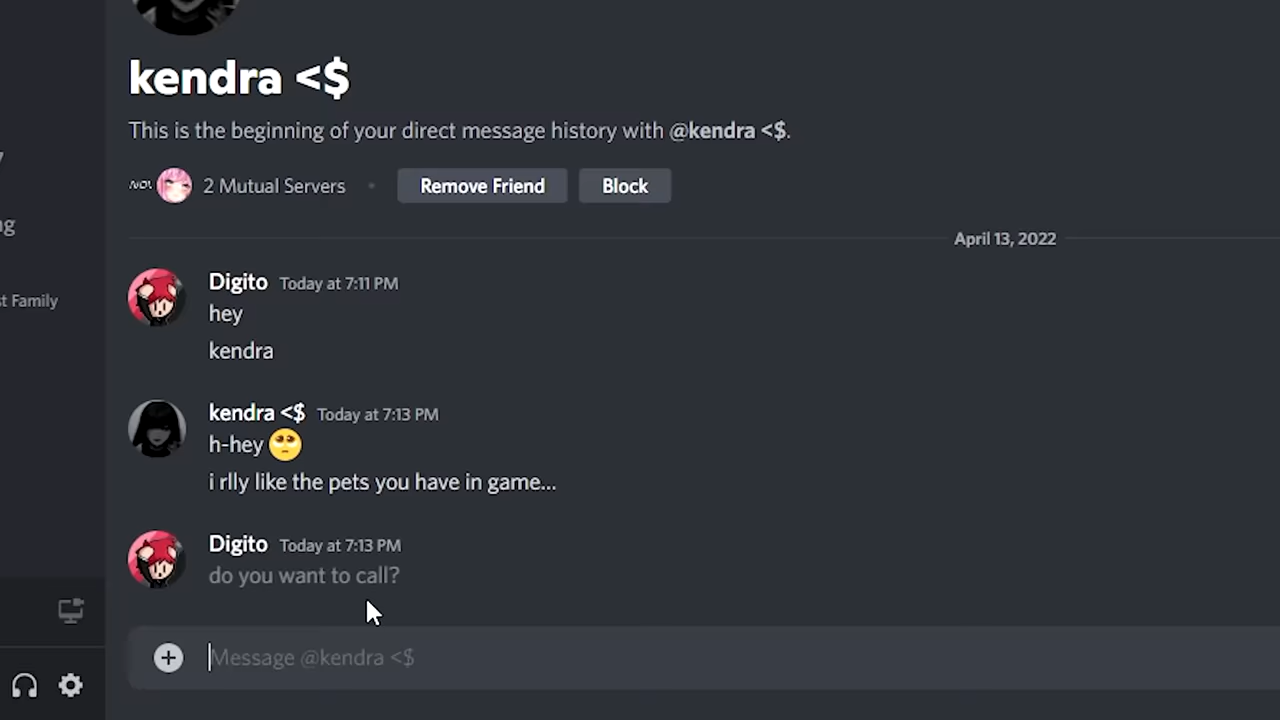 kendra <$
This is the beginning of your direct message history with @kendra <$.
NO!
2 Mutual Servers • Remove Friend Block
April 13, 2022
Digito Today at 7:11 PM
hey
kendra
kendra <$ Today at 7:13 PM
h-hey 🥺
i rlly like the pets you have in game...
st Family
Digito Today at 7:13 PM
do you want to call?
Message @kendra <$